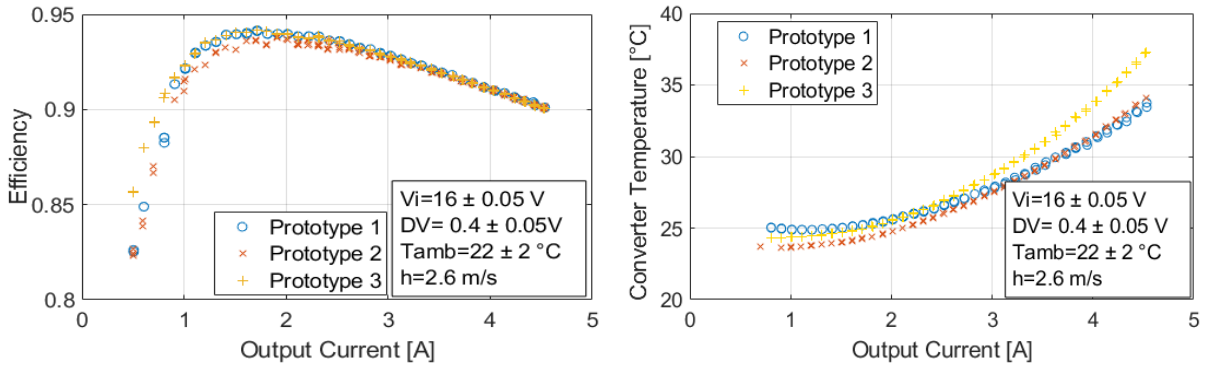 0.95
0.9
0.85
0.8
Efficiency
Prototype 1
Prototype 2
Prototype 3
Vi=16 ± 0.05 V
DV= 0.4 ± 0.05V
Tamb=22 ± 2 °C
h=2.6 m/s
0 1 2 3 4 5
Output Current [A]
40
35
30
25
20
Converter Temperature [°C]
Prototype 1
Prototype 2
Prototype 3
Vi=16 ± 0.05 V
DV= 0.4 ± 0.05V
Tamb=22 ± 2 °C
h=2.6 m/s
0 1 2 3 4 5
Output Current [A]